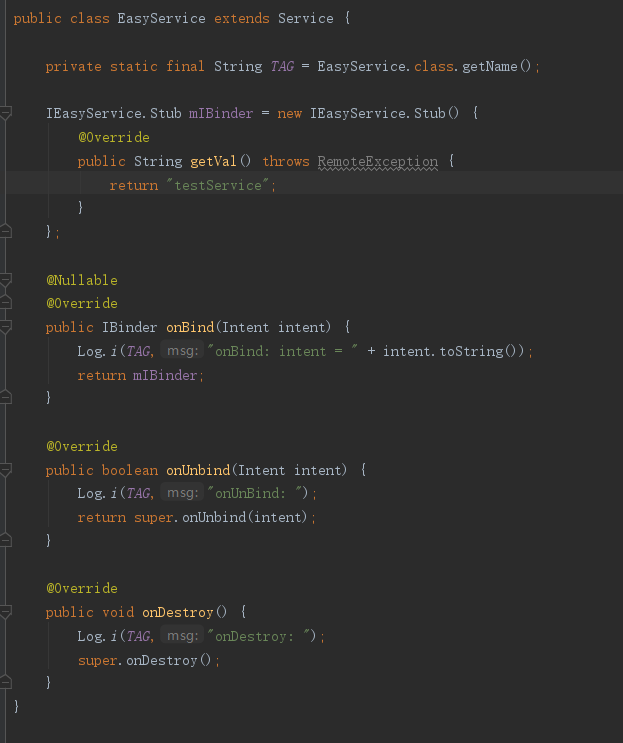 public class EasyService extends Service {
private static final String TAG = EasyService.class.getName();
IEasyService.Stub mIBinder = new IEasyService.Stub() {
@Override
public String getVal() throws RemoteException {
return "testService";
}
};
@Nullable
@Override
public IBinder onBind(Intent intent) {
Log.i(TAG, msg: "onBind: intent = " + intent.toString());
return mIBinder;
}
@Override
public boolean onUnbind(Intent intent) {
Log.i(TAG, msg: "onUnBind: ");
return super.onUnbind(intent);
}
@Override
public void onDestroy() {
Log.i(TAG, msg: "onDestroy: ");
super.onDestroy();
}
}